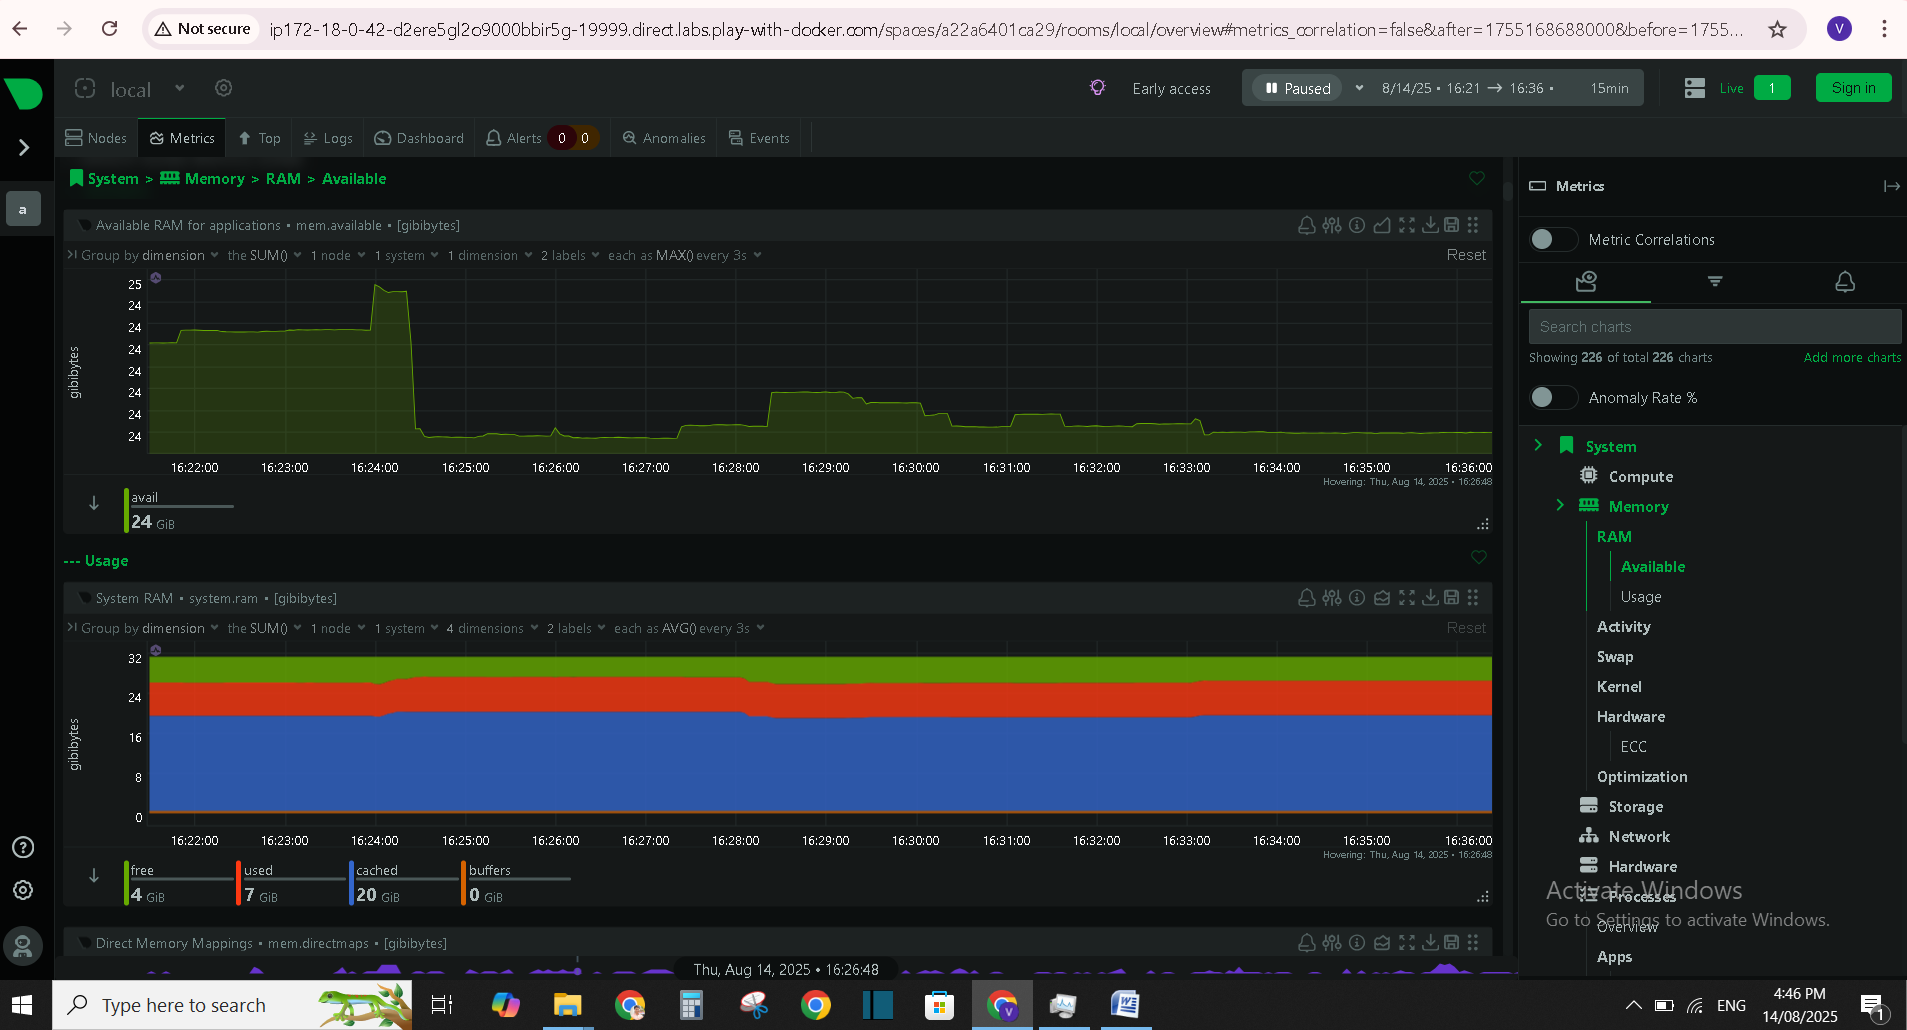 Not secure
ip172-18-0-42-d2ere5gl2o9000bbir5g-19999.direct.labs.play-with-docker.com/spaces/a22a6401ca29/rooms/local/overview#metrics_correlation=false&after=1755168688000&before=1755...
V
local
Early access
Paused
8/14/25 • 16:21 → 16:36 •
15min
Live
1
Sign in
Nodes
Metrics
Top
Logs
Dashboard
Alerts
0
0
Anomalies
Events
a
System > Memory > RAM > Available
Available RAM for applications • mem.available • [gibibytes]
Group by dimension the SUM() 1 node 1 system 1 dimension 2 labels each as MAX() every 3s
Reset
gibibytes
25
24
24
24
24
24
24
24
16:22:00 16:23:00 16:24:00 16:25:00 16:26:00 16:27:00 16:28:00 16:29:00 16:30:00 16:31:00 16:32:00 16:33:00 16:34:00 16:35:00 16:36:00
Hovering: Thu, Aug 14, 2025 • 16:26:48
avail
24 GiB
--- Usage
System RAM • system.ram • [gibibytes]
Group by dimension the SUM() 1 node 1 system 4 dimensions 2 labels each as AVG() every 3s
Reset
gibibytes
32
24
16
8
0
16:22:00 16:23:00 16:24:00 16:25:00 16:26:00 16:27:00 16:28:00 16:29:00 16:30:00 16:31:00 16:32:00 16:33:00 16:34:00 16:35:00 16:36:00
Hovering: Thu, Aug 14, 2025 • 16:26:48
free
4 GiB
used
7 GiB
cached
20 GiB
buffers
0 GiB
Direct Memory Mappings • mem.directmaps • [gibibytes]
Thu, Aug 14, 2025 • 16:26:48
Metrics
Metric Correlations
Search charts
Showing 226 of total 226 charts
Add more charts
Anomaly Rate %
System
Compute
Memory
RAM
Available
Usage
Activity
Swap
Kernel
Hardware
ECC
Optimization
Storage
Network
Hardware
Processes
Overview
Apps
Activate Windows
Go to Settings to activate Windows.
Type here to search
V
W
ENG
4:46 PM
14/08/2025
1